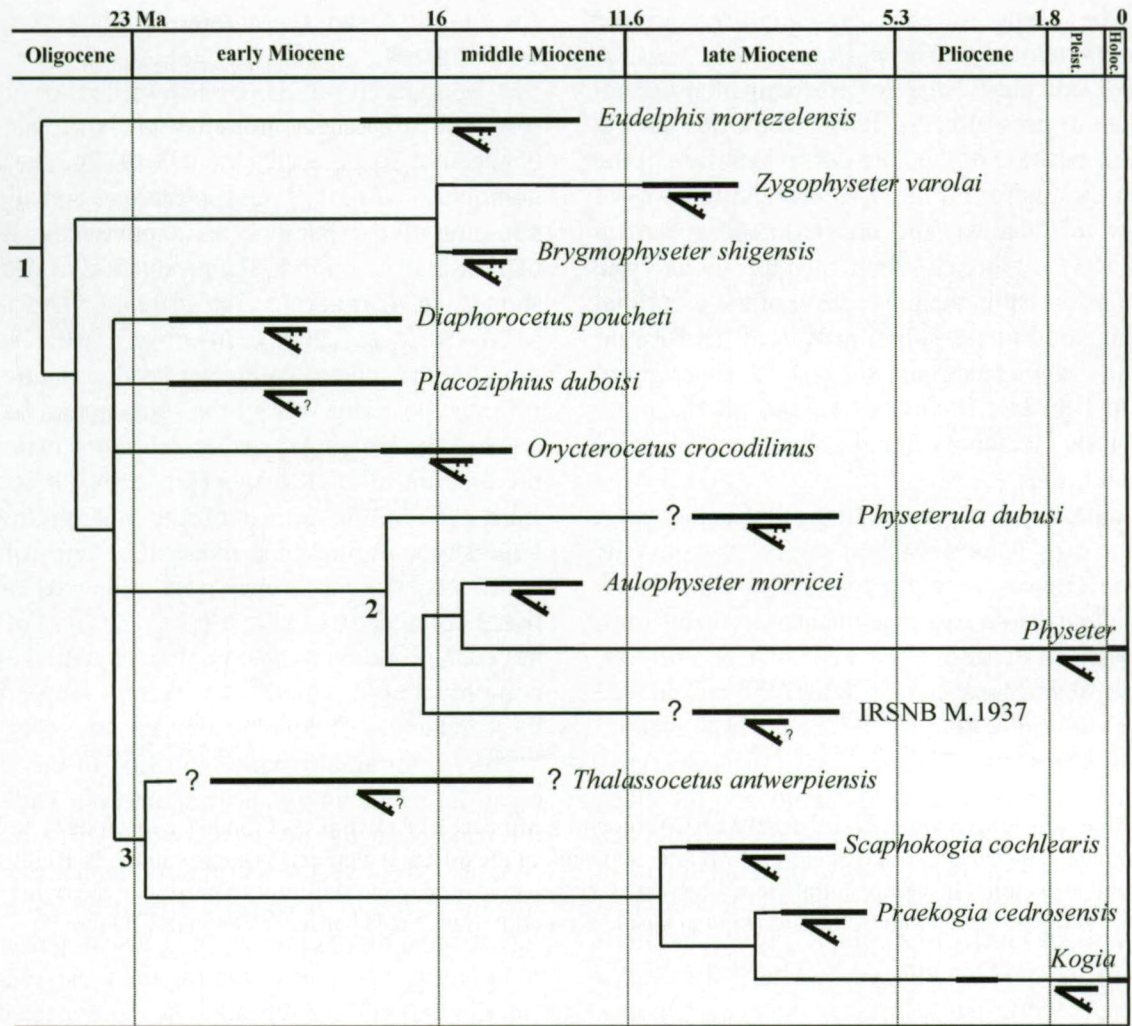 23 Ma 16 11.6 5.3 1.8 0
Oligocene early Miocene middle Miocene late Miocene Pliocene Pleist. Holoc.
Eudelphis mortezelensis
Zygophyseter varolai
Brygmophyseter shigensis
1
Diaphorocetus poucheti
Placoziphius duboisi
?
Orycterocetus crocodilinus
? Physeterula dubusi
Aulophyseter morricei
2
Physeter
? IRSNB M.1937
?
? ? Thalassocetus antwerpiensis
?
3
Scaphokogia cochlearis
Praekogia cedrosensis
Kogia